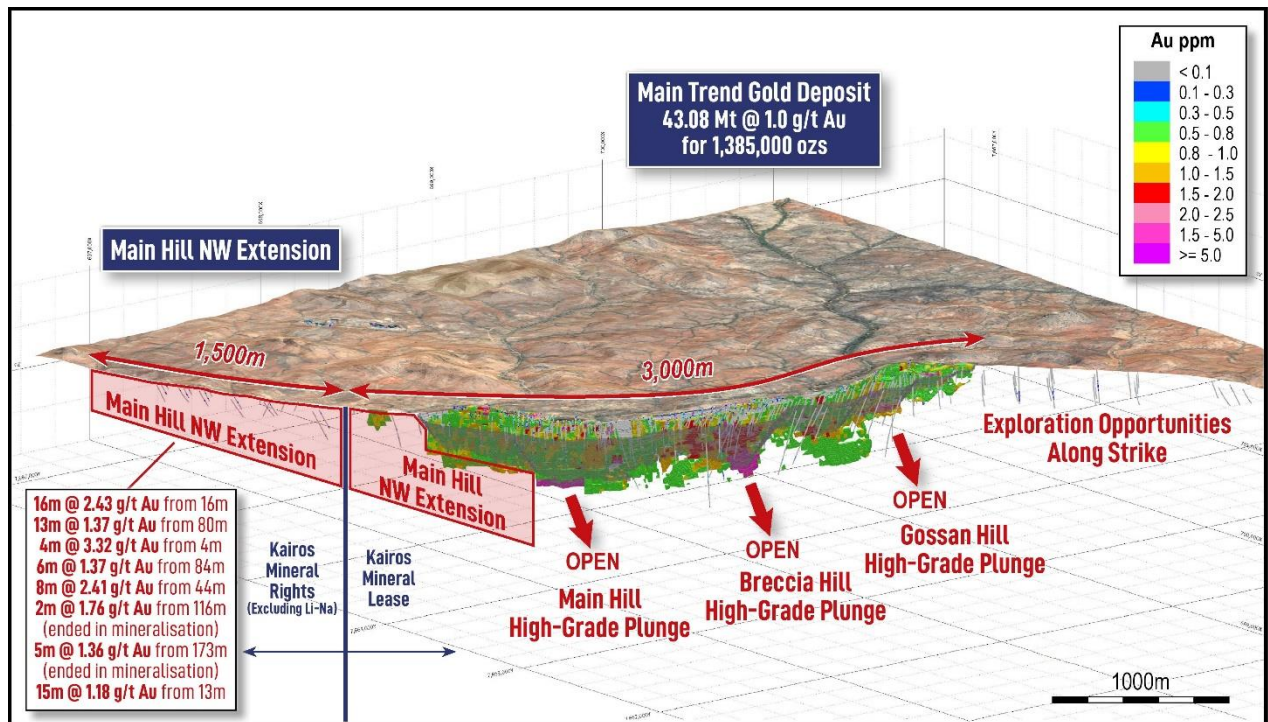 Au ppm
< 0.1
0.1 - 0.3
0.3 - 0.5
0.5 - 0.8
0.8 - 1.0
1.0 - 1.5
1.5 - 2.0
2.0 - 2.5
1.5 - 5.0
>= 5.0
Main Trend Gold Deposit
43.08 Mt @ 1.0 g/t Au
for 1,385,000 ozs
Main Hill NW Extension
1,500m
3,000m
Main Hill NW Extension
Main Hill
NW Extension
Exploration Opportunities
Along Strike
OPEN
Main Hill
High-Grade Plunge
OPEN
Breccia Hill
High-Grade Plunge
OPEN
Gossan Hill
High-Grade Plunge
16m @ 2.43 g/t Au from 16m
13m @ 1.37 g/t Au from 80m
4m @ 3.32 g/t Au from 4m
6m @ 1.37 g/t Au from 84m
8m @ 2.41 g/t Au from 44m
2m @ 1.76 g/t Au from 116m
(ended in mineralisation)
5m @ 1.36 g/t Au from 173m
(ended in mineralisation)
15m @ 1.18 g/t Au from 13m
Kairos
Mineral
Rights
(Excluding Li-Na)
Kairos
Mineral
Lease
1000m